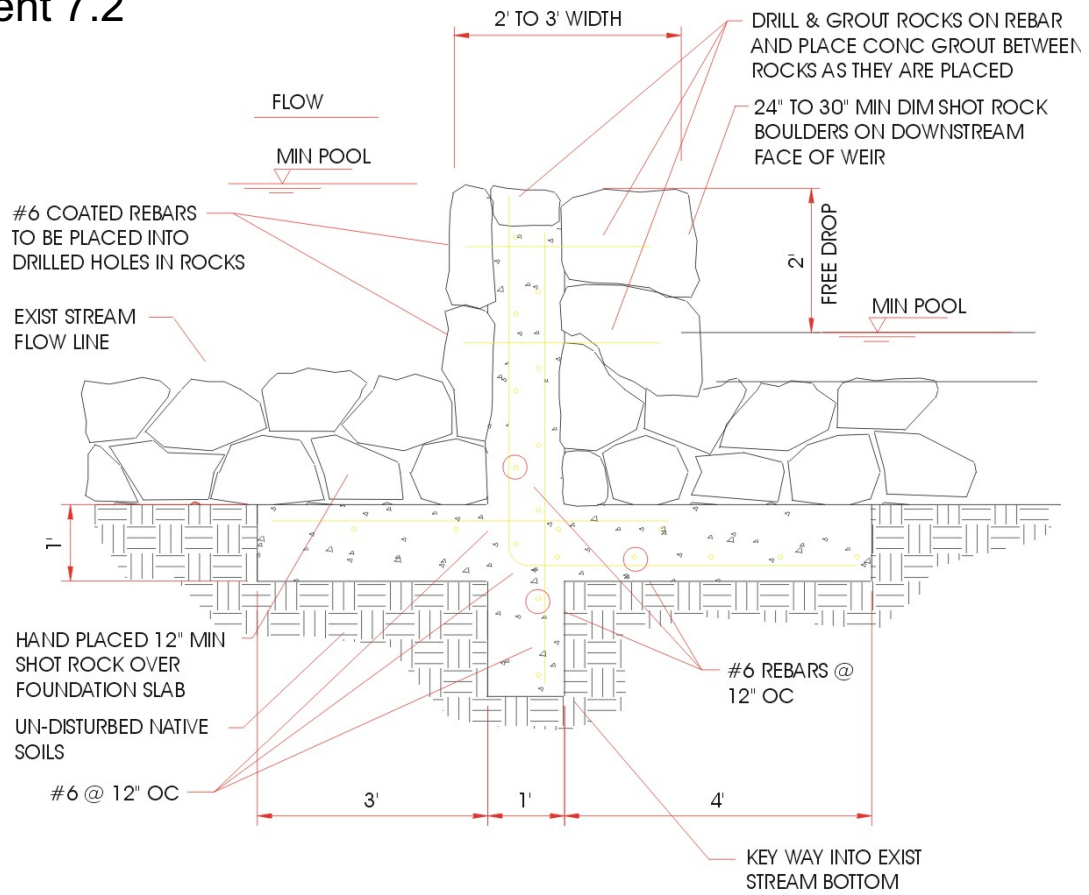 ent 7.2
2' TO 3' WIDTH
DRILL & GROUT ROCKS ON REBAR
AND PLACE CONC GROUT BETWEEN
ROCKS AS THEY ARE PLACED
FLOW
24" TO 30" MIN DIM SHOT ROCK
BOULDERS ON DOWNSTREAM
FACE OF WEIR
MIN POOL
#6 COATED REBARS
TO BE PLACED INTO
DRILLED HOLES IN ROCKS
2'
FREE DROP
MIN POOL
EXIST STREAM
FLOW LINE
1'
HAND PLACED 12" MIN
SHOT ROCK OVER
FOUNDATION SLAB
#6 REBARS @
12" OC
UN-DISTURBED NATIVE
SOILS
#6 @ 12" OC
3'
1'
4'
KEY WAY INTO EXIST
STREAM BOTTOM